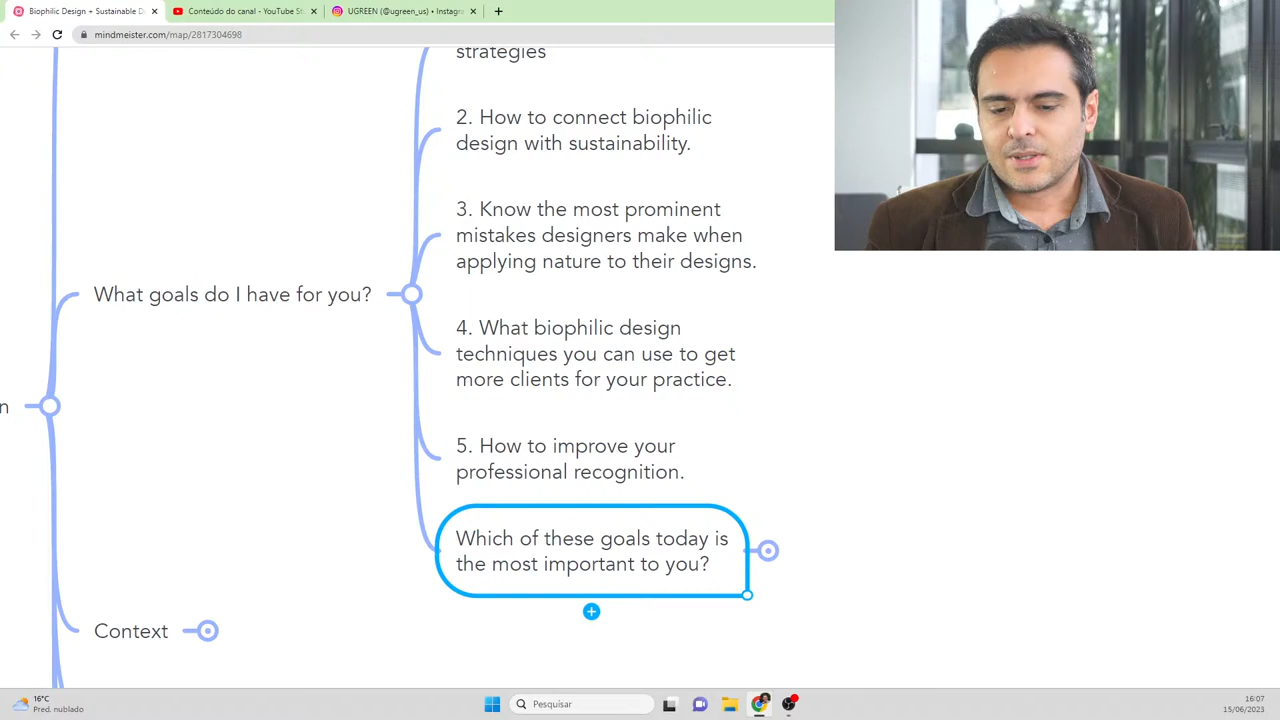 Biophilic Design + Sustainable D
Conteúdo do canal - YouTube St
UGREEN (@ugreen_us) • Instagra
mindmeister.com/map/2817304698
strategies
2. How to connect biophilic
design with sustainability.
3. Know the most prominent
mistakes designers make when
applying nature to their designs.
What goals do I have for you?
4. What biophilic design
techniques you can use to get
more clients for your practice.
n
5. How to improve your
professional recognition.
Which of these goals today is
the most important to you?
Context
16°C
Pred. nublado
Pesquisar
16:07
15/06/2023